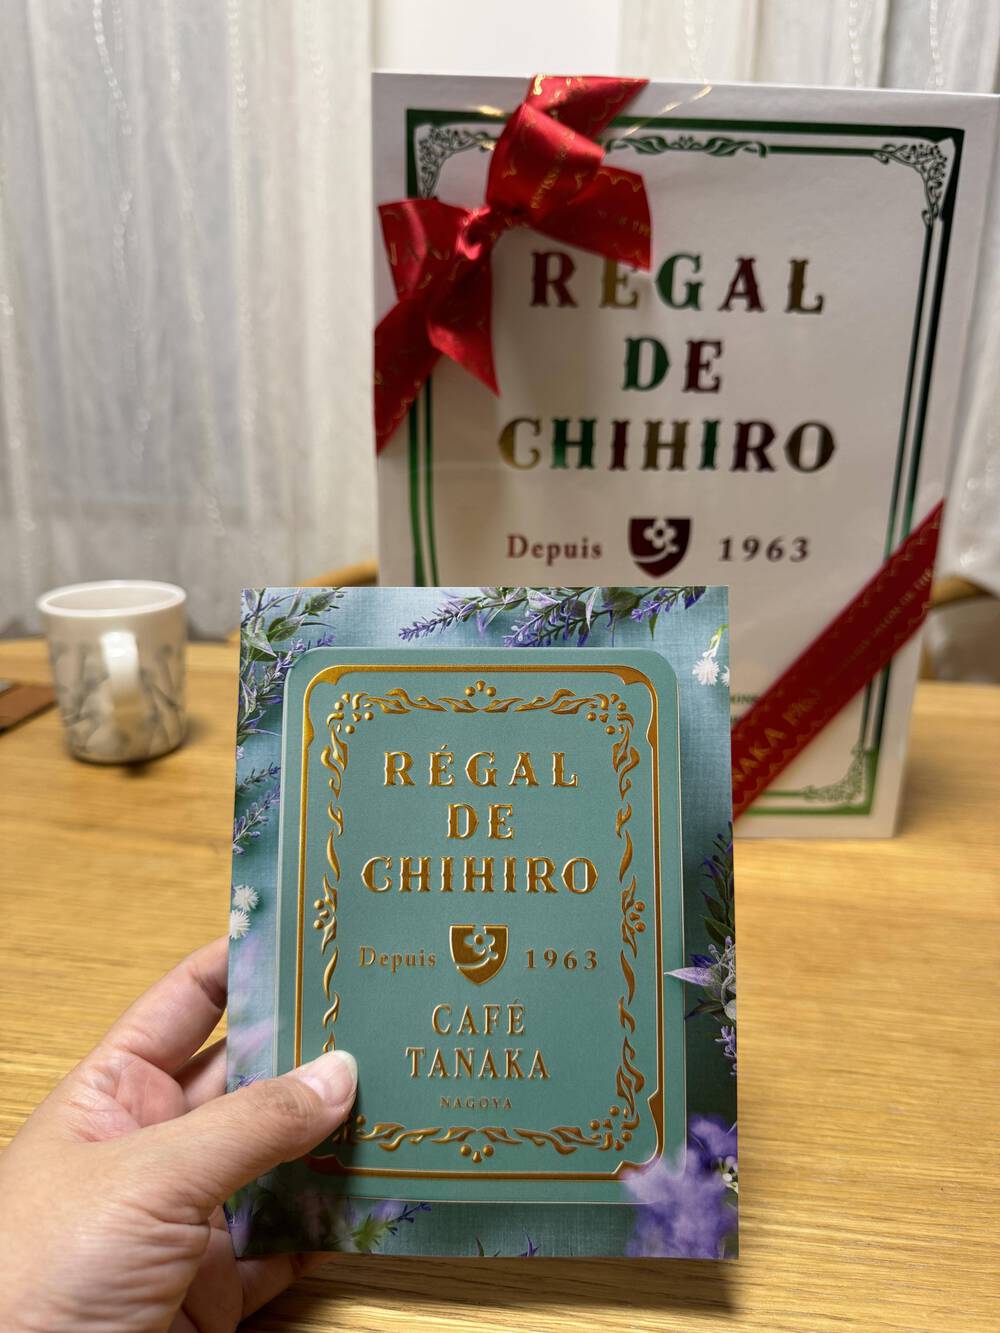 RÉGAL
DE
CHIHIRO
Depuis 1963
RÉGAL
DE
CHIHIRO
Depuis 1963
CAFÉ
TANAKA
NAGOYA